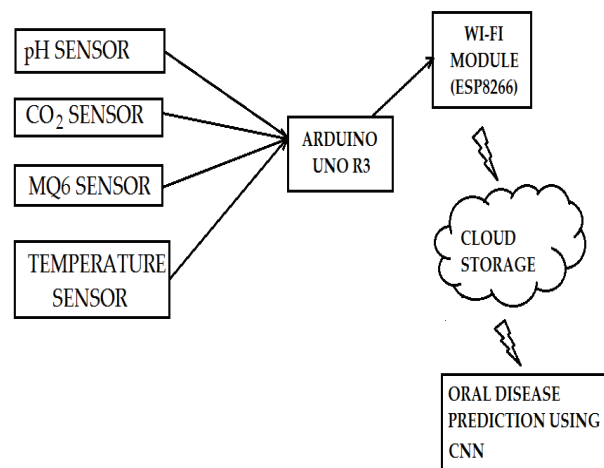 pH SENSOR
CO₂ SENSOR
MQ6 SENSOR
TEMPERATURE
SENSOR
ARDUINO
UNO R3
WI-FI
MODULE
(ESP8266)
CLOUD
STORAGE
ORAL DISEASE
PREDICTION USING
CNN